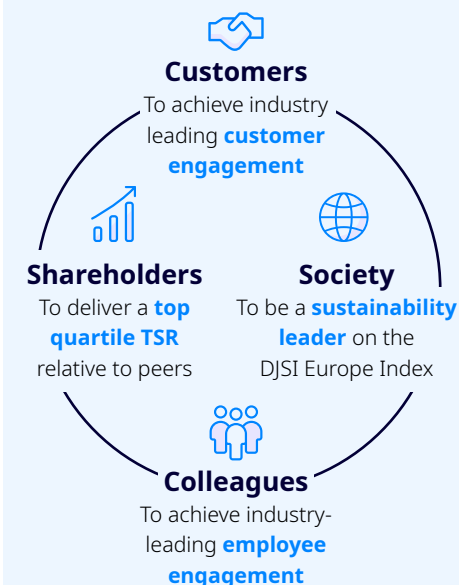 Customers
To achieve industry
leading customer
engagement
Shareholders
To deliver a top
quartile TSR
relative to peers
Society
To be a sustainability
leader on the
DJSI Europe Index
Colleagues
To achieve industry-
leading employee
engagement